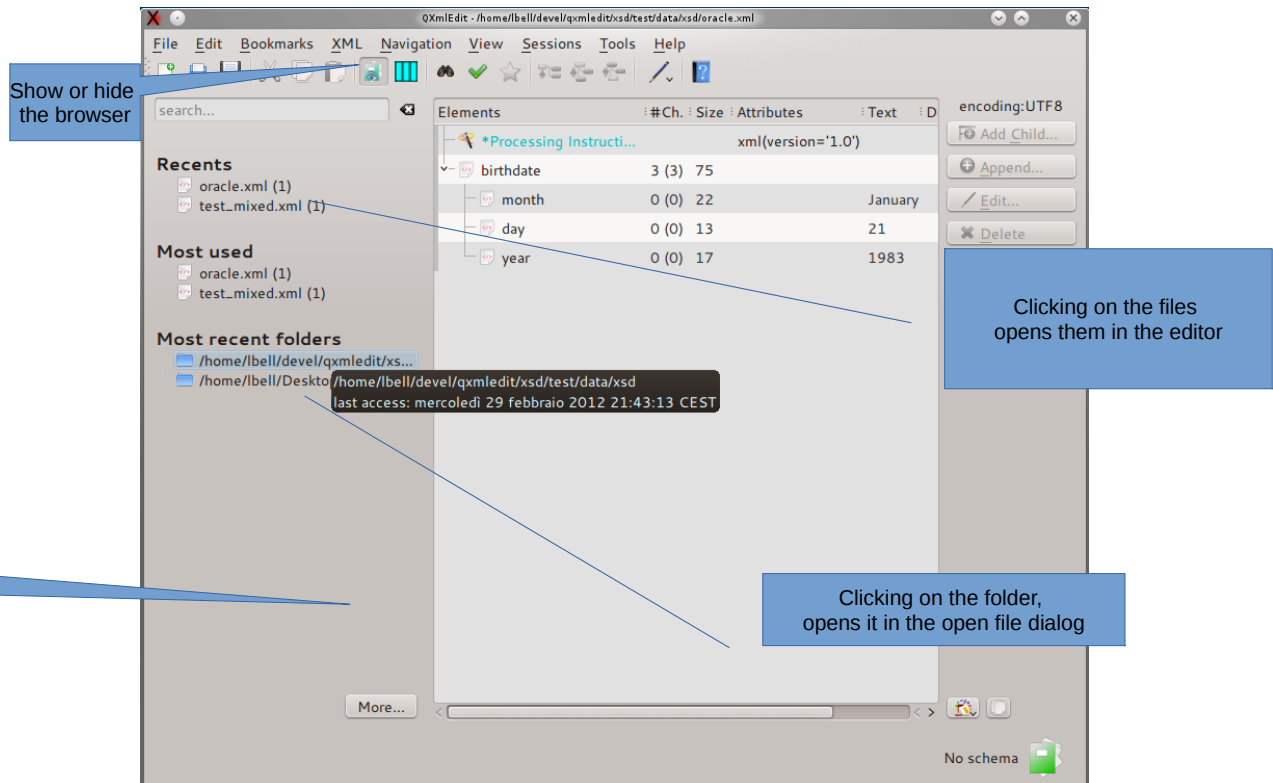 QXmlEdit - /home/lbell/devel/qxmledit/xsd/test/data/xsd/oracle.xml
File Edit Bookmarks XML Navigation View Sessions Tools Help
Show or hide
the browser
search...
Recents
oracle.xml (1)
test_mixed.xml (1)
Most used
oracle.xml (1)
test_mixed.xml (1)
Most recent folders
/home/lbell/devel/qxmledit/xs...
/home/lbell/Deskto
/home/lbell/devel/qxmledit/xsd/test/data/xsd
last access: mercoledì 29 febbraio 2012 21:43:13 CEST
More...
Elements #Ch. Size Attributes Text D
*Processing Instructi... xml(version='1.0')
birthdate 3 (3) 75
month 0 (0) 22 January
day 0 (0) 13 21
year 0 (0) 17 1983
encoding:UTF8
Add Child...
Append...
Edit...
Delete
Clicking on the files
opens them in the editor
Clicking on the folder,
opens it in the open file dialog
No schema